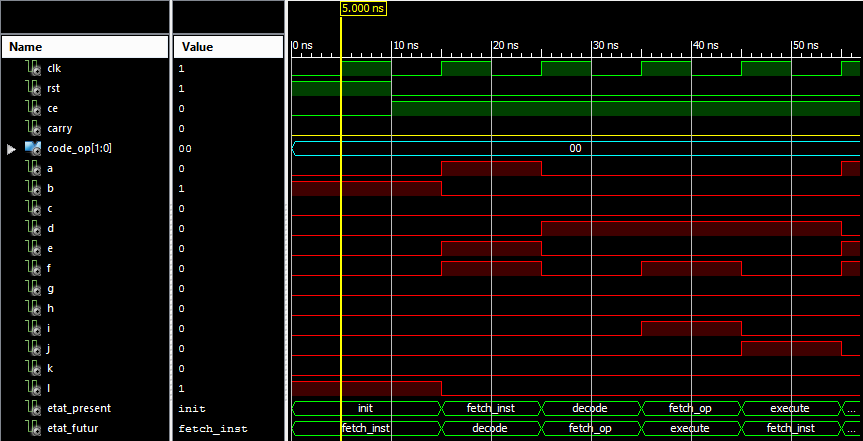 5.000 ns
Name Value 0 ns 10 ns 20 ns 30 ns 40 ns 50 ns
clk 1
rst 1
ce 0
carry 0
code_op[1:0] 00 00
a 0
b 1
c 0
d 0
e 0
f 0
g 0
h 0
i 0
j 0
k 0
l 1
etat_present init init fetch_inst decode fetch_op execute ...
etat_futur fetch_inst fetch_inst decode fetch_op execute fetch_inst ...